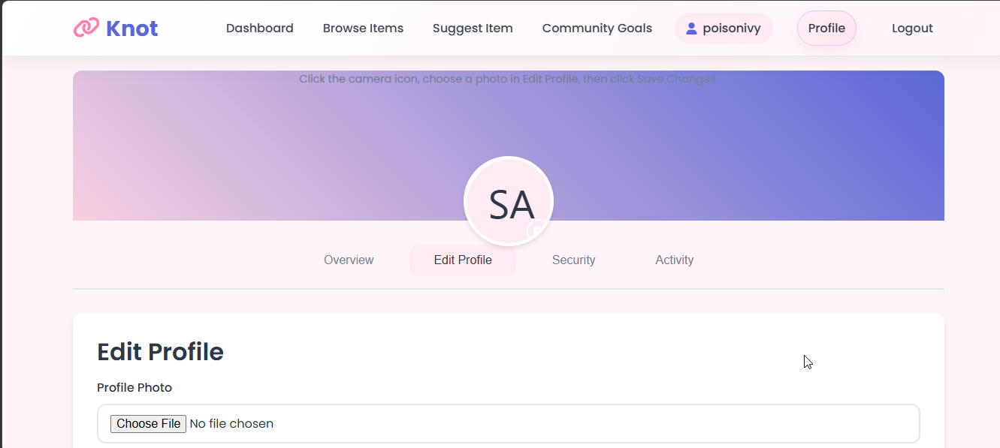 Knot Dashboard Browse Items Suggest Item Community Goals poisonivy Profile Logout
Click the camera icon, choose a photo in Edit Profile, then click Save Changes.
SA
Overview Edit Profile Security Activity
Edit Profile
Profile Photo
Choose File No file chosen